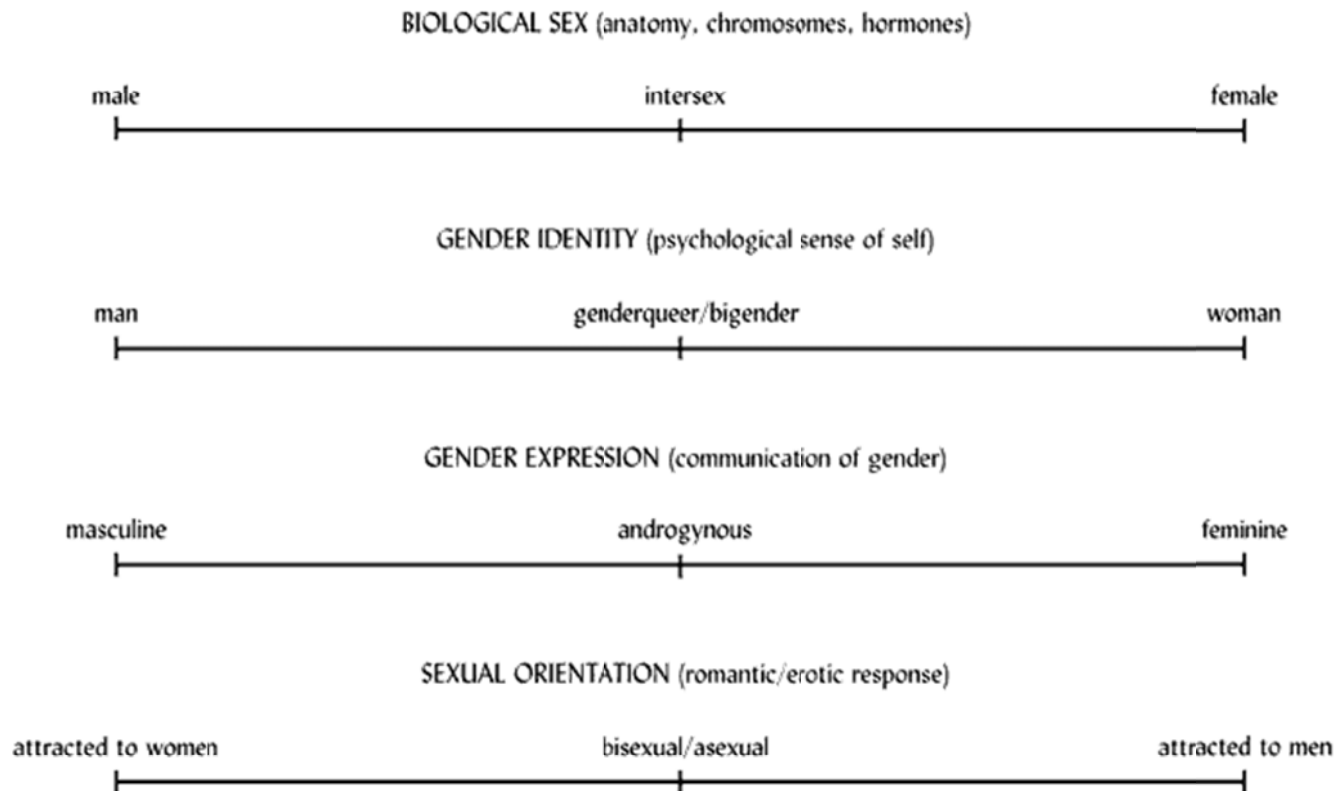 BIOLOGICAL SEX (anatomy, chromosomes, hormones)
male intersex female
GENDER IDENTITY (psychological sense of self)
man genderqueer/bigender woman
GENDER EXPRESSION (communication of gender)
masculine androgynous feminine
SEXUAL ORIENTATION (romantic/erotic response)
attracted to women bisexual/asexual attracted to men